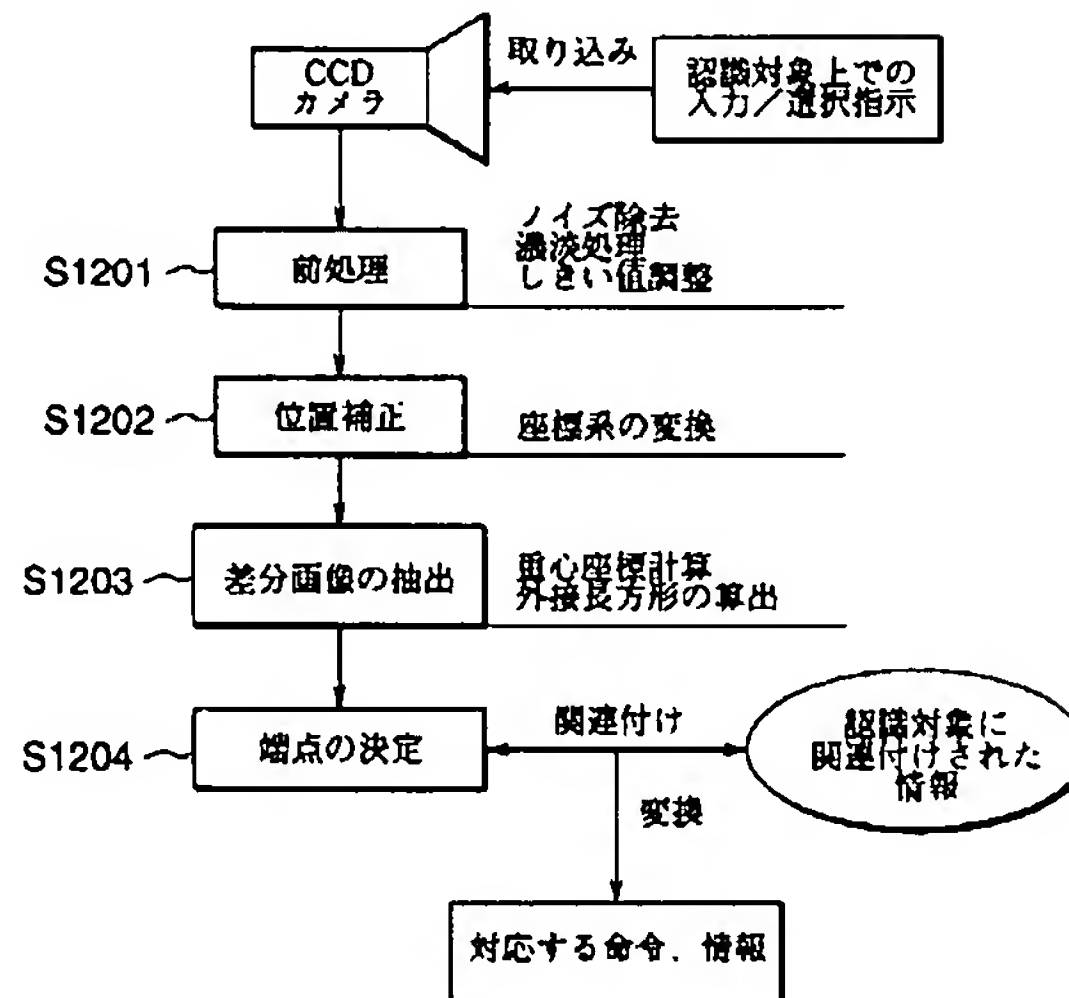 CCD
カメラ
取り込み
認識対象上での
入力／選択指示
ノイズ除去
濃淡処理
しきい値調整
S1201
前処理
S1202
位置補正
座標系の変換
S1203
差分画像の抽出
重心座標計算
外接長方形の算出
S1204
端点の決定
関連付け
認識対象に
関連付けされた
情報
変換
対応する命令、情報